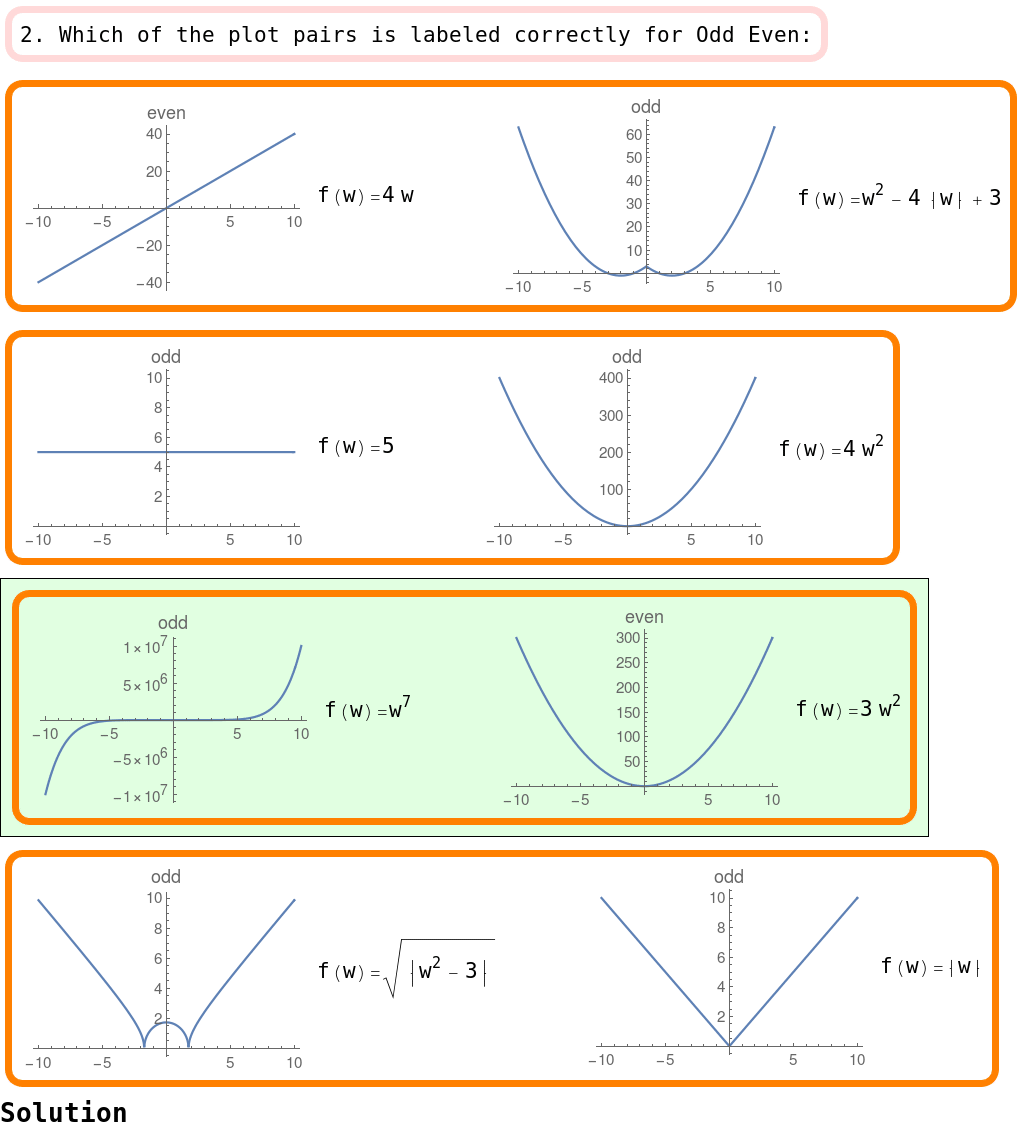 2. Which of the plot pairs is labeled correctly for Odd Even:
even
40
20
−10 −5 5 10
−20
−40
f(w)=4 w
odd
60
50
40
30
20
10
−10 −5 5 10
f(w)=w² − 4 |w| + 3
odd
10
8
6
4
2
−10 −5 5 10
f(w)=5
odd
400
300
200
100
−10 −5 5 10
f(w)=4 w²
odd
1×10⁷
5×10⁶
−10 −5 5 10
−5×10⁶
−1×10⁷
f(w)=w⁷
even
300
250
200
150
100
50
−10 −5 5 10
f(w)=3 w²
odd
10
8
6
4
2
−10 −5 5 10
f(w)=√|w² − 3|
odd
10
8
6
4
2
−10 −5 5 10
f(w)=|w|
Solution